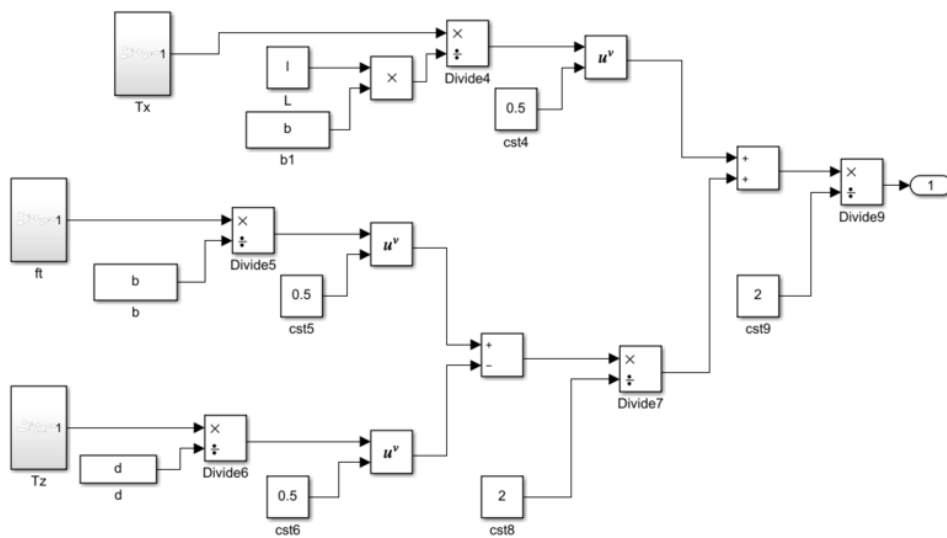 1
Tx
l
L
b
b1
×
×
÷
Divide4
0.5
cst4
u^v
1
ft
b
b
×
÷
Divide5
0.5
cst5
u^v
+
+
×
÷
Divide9
1
2
cst9
+
−
×
÷
Divide7
1
Tz
d
d
×
÷
Divide6
0.5
cst6
u^v
2
cst8